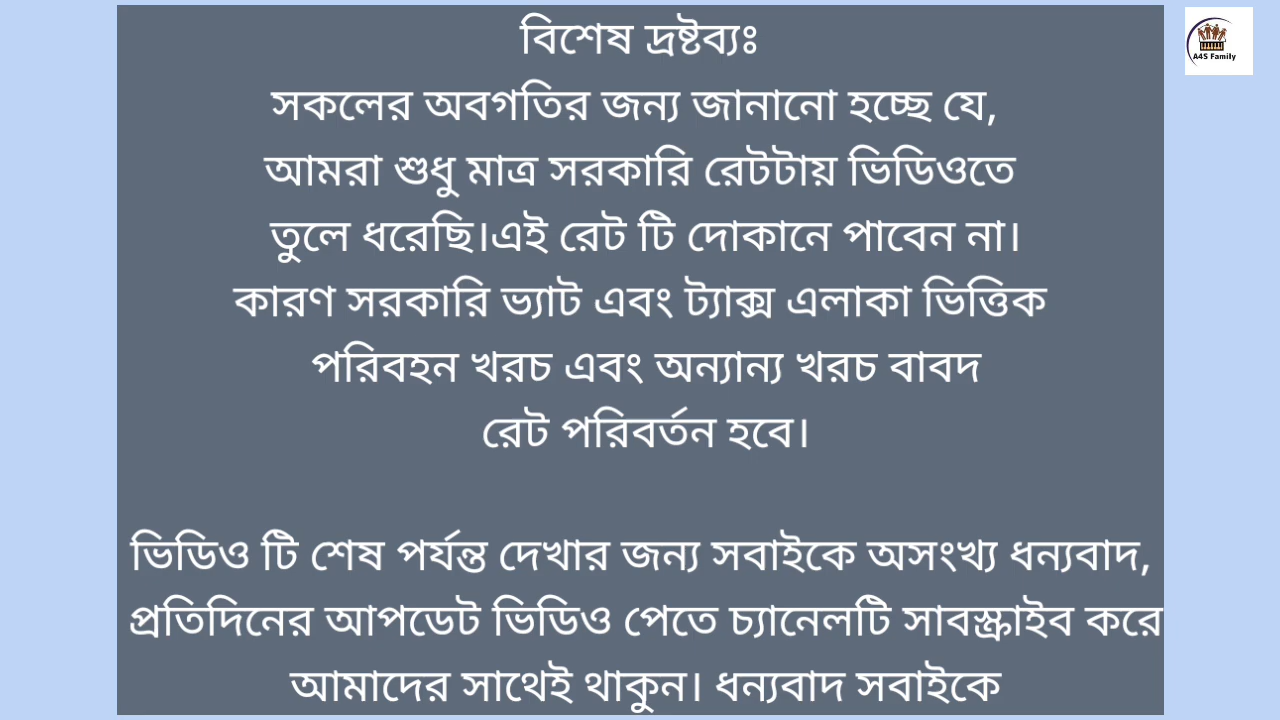 বিশেষ দ্রষ্টব্যঃ
সকলের অবগতির জন্য জানানো হচ্ছে যে,
আমরা শুধু মাত্র সরকারি রেটটায় ভিডিওতে
তুলে ধরেছি।এই রেট টি দোকানে পাবেন না।
কারণ সরকারি ভ্যাট এবং ট্যাক্স এলাকা ভিত্তিক
পরিবহন খরচ এবং অন্যান্য খরচ বাবদ
রেট পরিবর্তন হবে।
ভিডিও টি শেষ পর্যন্ত দেখার জন্য সবাইকে অসংখ্য ধন্যবাদ,
প্রতিদিনের আপডেট ভিডিও পেতে চ্যানেলটি সাবস্ক্রাইব করে
আমাদের সাথেই থাকুন। ধন্যবাদ সবাইকে
A4S Family